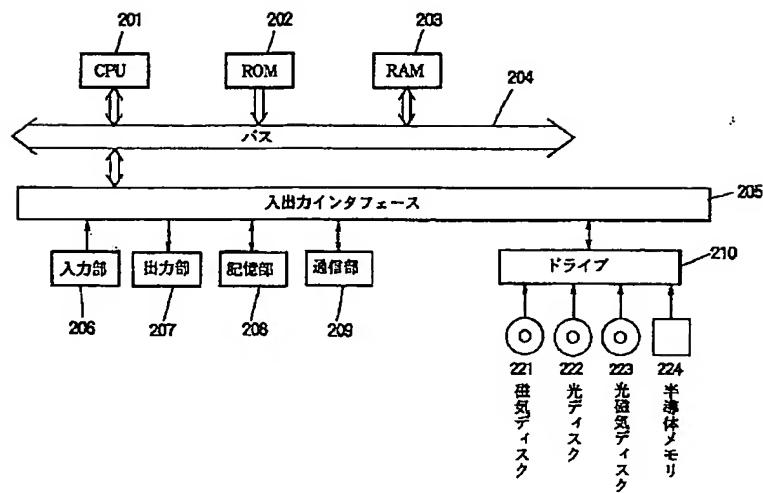 201
202
203
CPU
ROM
RAM
204
バス
入出力インタフェース
205
入力部
出力部
記憶部
通信部
ドライブ
210
206
207
208
209
221
222
223
224
磁気ディスク
光ディスク
光磁気ディスク
半導体メモリ